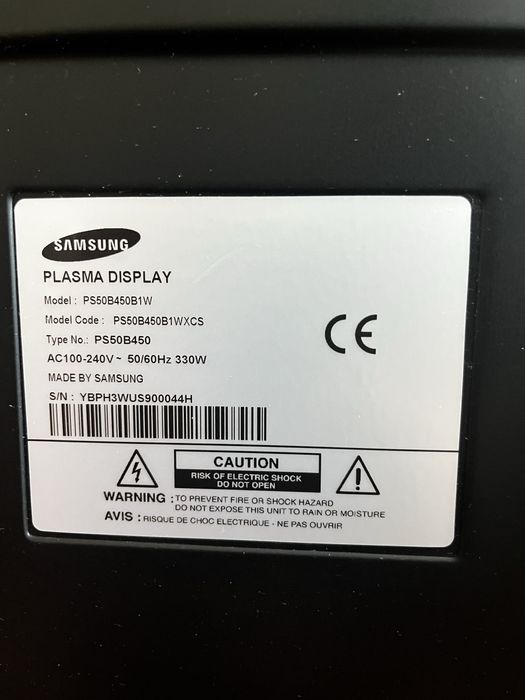 SAMSUNG
PLASMA DISPLAY
Model : PS50B450B1W
Model Code : PS50B450B1WXCS
Type No.: PS50B450
AC100-240V~ 50/60Hz 330W
MADE BY SAMSUNG
S/N : YBPH3WUS900044H
CE
CAUTION
RISK OF ELECTRIC SHOCK
DO NOT OPEN
WARNING : TO PREVENT FIRE OR SHOCK HAZARD
DO NOT EXPOSE THIS UNIT TO RAIN OR MOISTURE
AVIS : RISQUE DE CHOC ELECTRIQUE - NE PAS OUVRIR